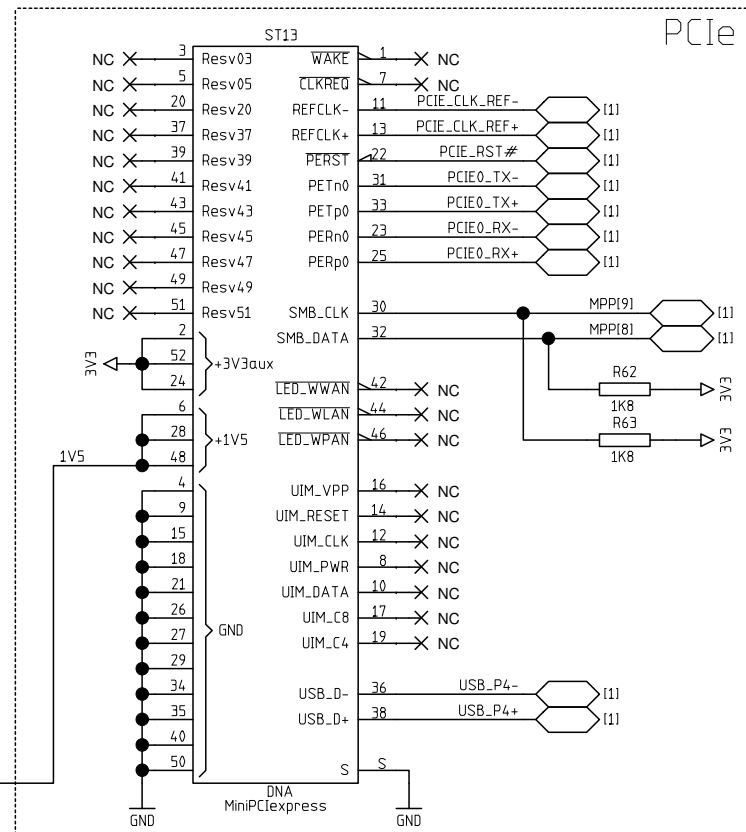 PCIe
ST13
NC 3 Resv03 WAKE 1 NC
NC 5 Resv05 CLKREQ 7 NC
NC 20 Resv20 REFCLK- 11 PCIE_CLK_REF- [1]
NC 37 Resv37 REFCLK+ 13 PCIE_CLK_REF+ [1]
NC 39 Resv39 PERST 22 PCIE_RST# [1]
NC 41 Resv41 PETn0 31 PCIE0_TX- [1]
NC 43 Resv43 PETp0 33 PCIE0_TX+ [1]
NC 45 Resv45 PERn0 23 PCIE0_RX- [1]
NC 47 Resv47 PERp0 25 PCIE0_RX+ [1]
NC 49 Resv49
NC 51 Resv51 SMB_CLK 30 MPP[9] [1]
2 SMB_DATA 32 MPP[8] [1]
3V3 52 +3V3aux
R62
24 LED_WWAN 42 NC 1K8 3V3
6 LED_WLAN 44 NC
R63
28 +1V5 LED_WPAN 46 NC 1K8 3V3
1V5 48
4 UIM_VPP 16 NC
9 UIM_RESET 14 NC
15 UIM_CLK 12 NC
18 UIM_PWR 8 NC
21 UIM_DATA 10 NC
26 UIM_C8 17 NC
27 GND UIM_C4 19 NC
29
34 USB_D- 36 USB_P4- [1]
35 USB_D+ 38 USB_P4+ [1]
40
50 S S
DNA
MiniPCIexpress
GND GND